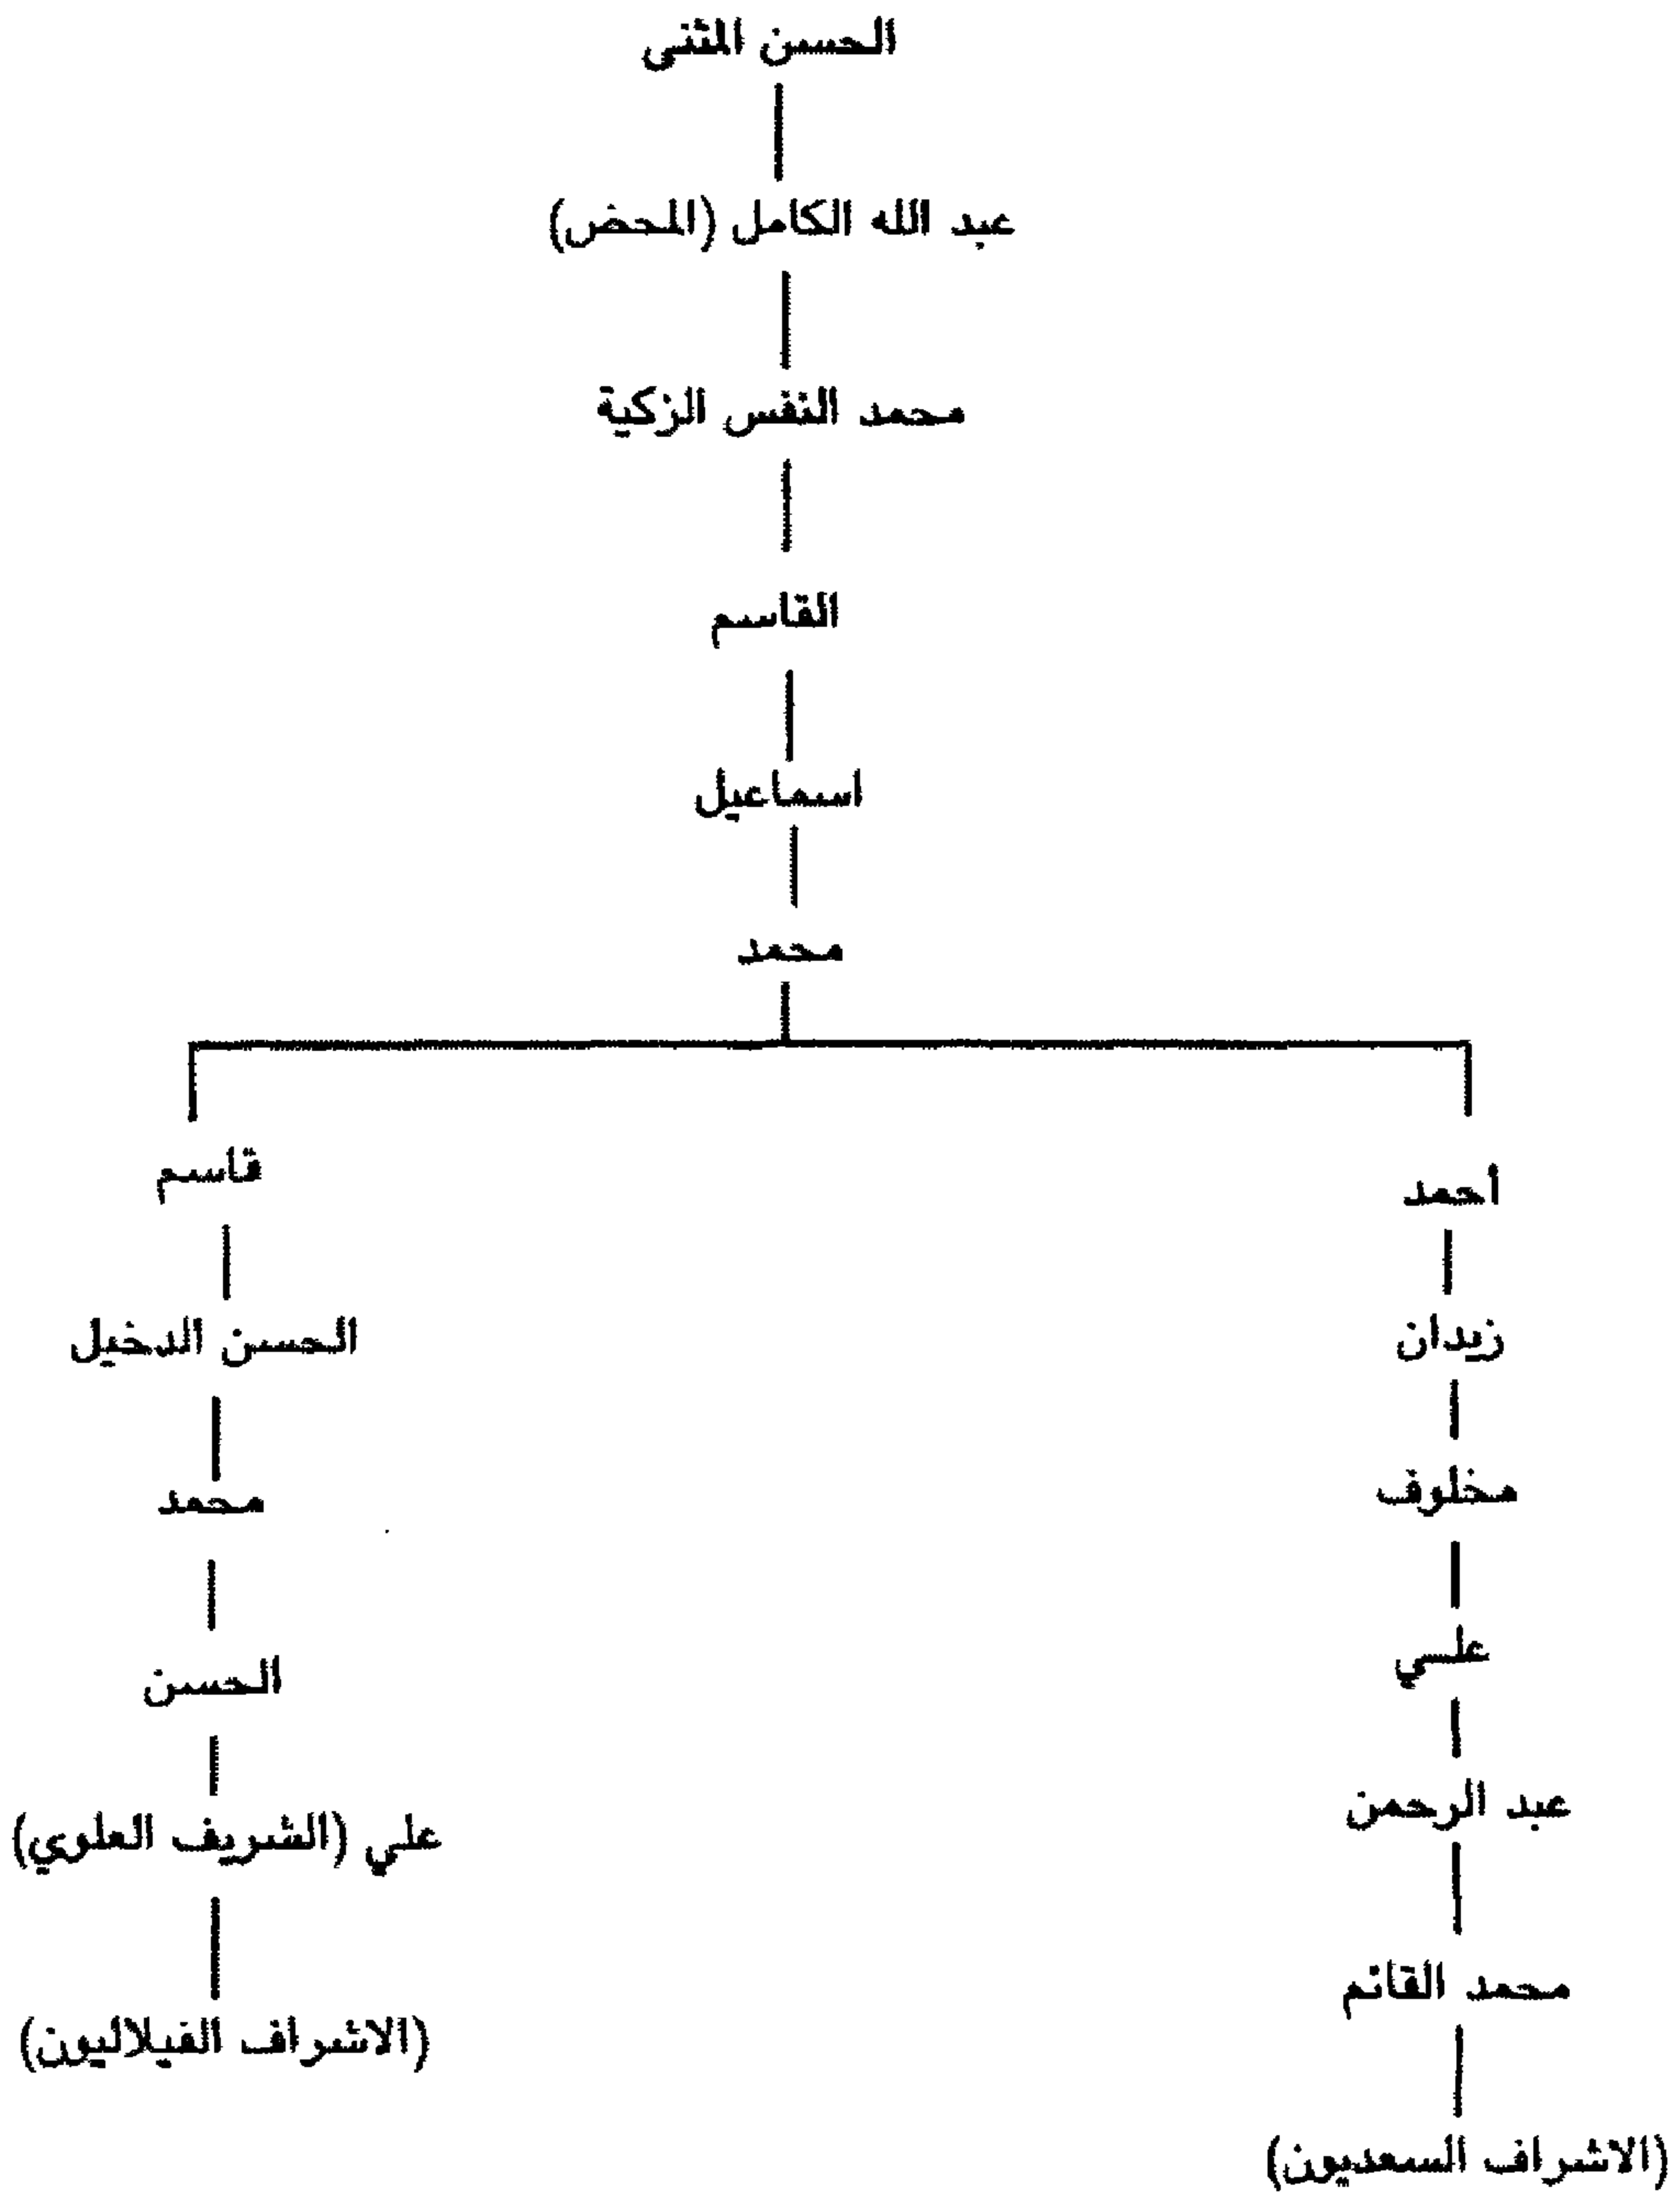 الحسن المثنى
عبد الله الكامل (المحض)
محمد النفس الزكية
القاسم
اسماعيل
محمد
أحمد
زيدان
مخلوف
علي
عبد الرحمن
محمد القائم
(الاشراف السعديون)
قاسم
الحسن الدخيل
محمد
الحسن
علي (الشريف العلوي)
(الاشراف الفيلاليون)